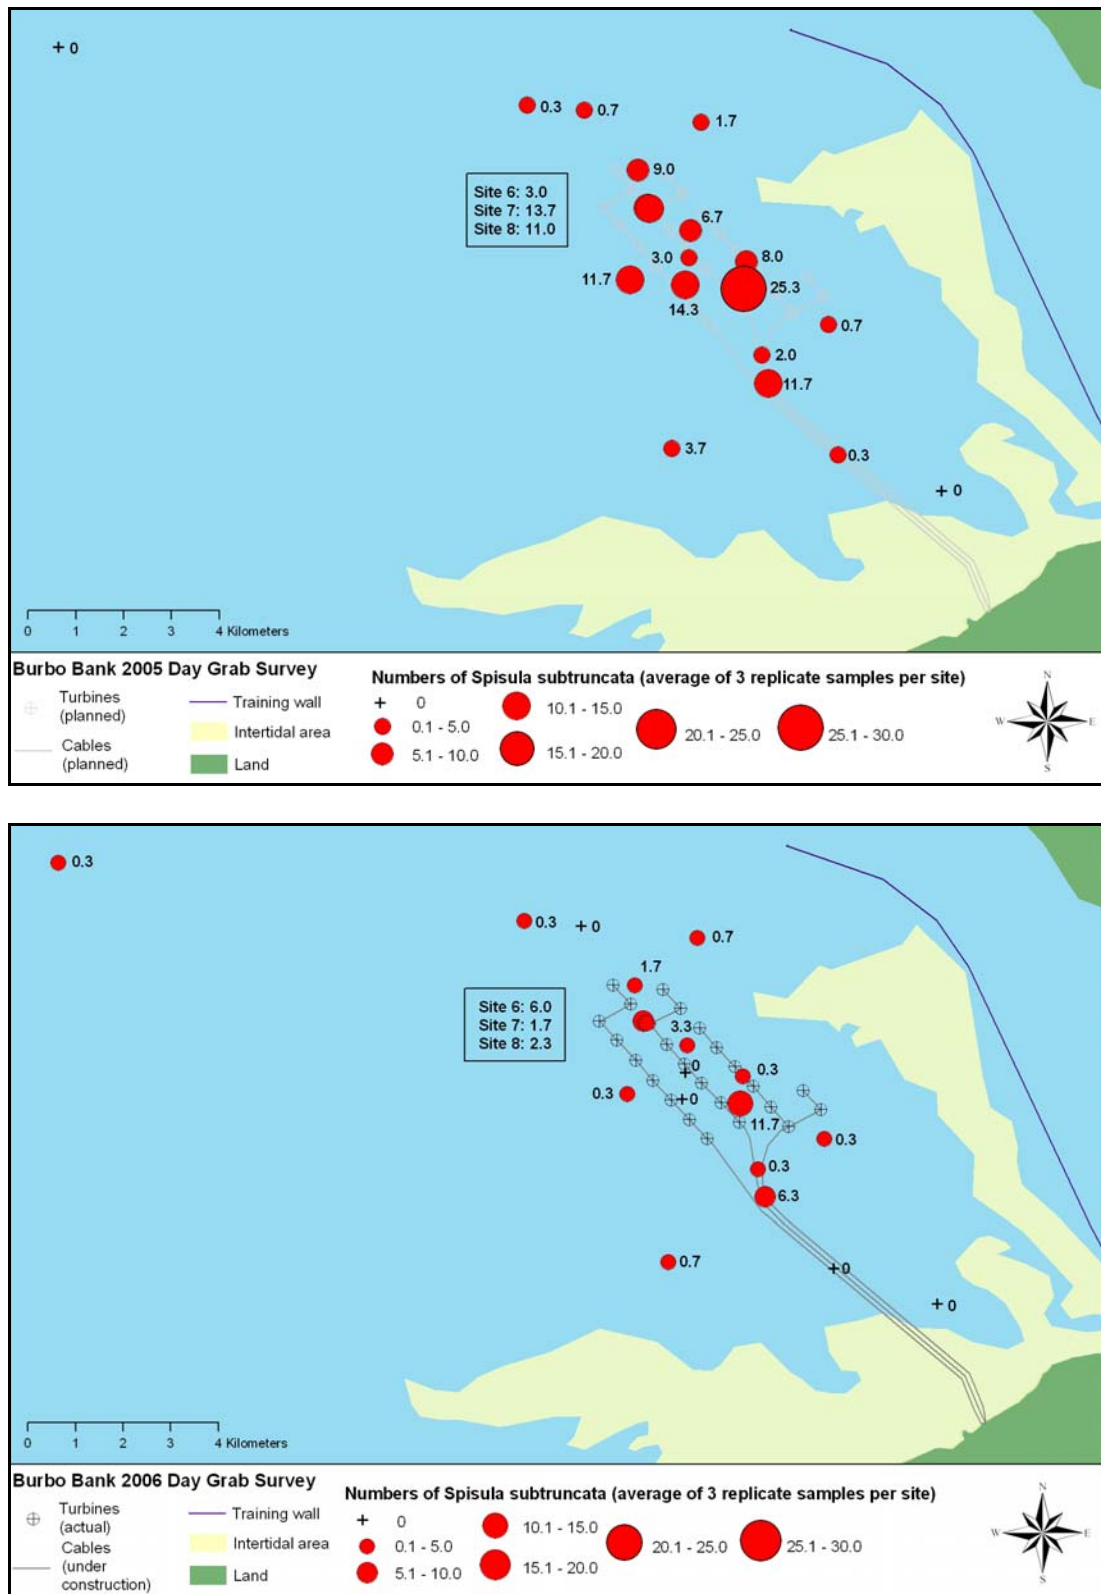 + 0
0.3
0.7
1.7
9.0
Site 6: 3.0
Site 7: 13.7
Site 8: 11.0
6.7
3.0
8.0
11.7
25.3
14.3
0.7
2.0
11.7
3.7
0.3
+ 0
0 1 2 3 4 Kilometers
Burbo Bank 2005 Day Grab Survey
Turbines
(planned)
Cables
(planned)
Training wall
Intertidal area
Land
Numbers of Spisula subtruncata (average of 3 replicate samples per site)
+ 0
0.1 - 5.0
5.1 - 10.0
10.1 - 15.0
15.1 - 20.0
20.1 - 25.0
25.1 - 30.0
N
W E
S
0.3
0.3
+ 0
0.7
1.7
Site 6: 6.0
Site 7: 1.7
Site 8: 2.3
3.3
+0
0.3
0.3
+0
11.7
0.3
0.3
6.3
0.7
+0
+ 0
0 1 2 3 4 Kilometers
Burbo Bank 2006 Day Grab Survey
Turbines
(actual)
Cables
(under
construction)
Training wall
Intertidal area
Land
Numbers of Spisula subtruncata (average of 3 replicate samples per site)
+ 0
0.1 - 5.0
5.1 - 10.0
10.1 - 15.0
15.1 - 20.0
20.1 - 25.0
25.1 - 30.0
N
W E
S